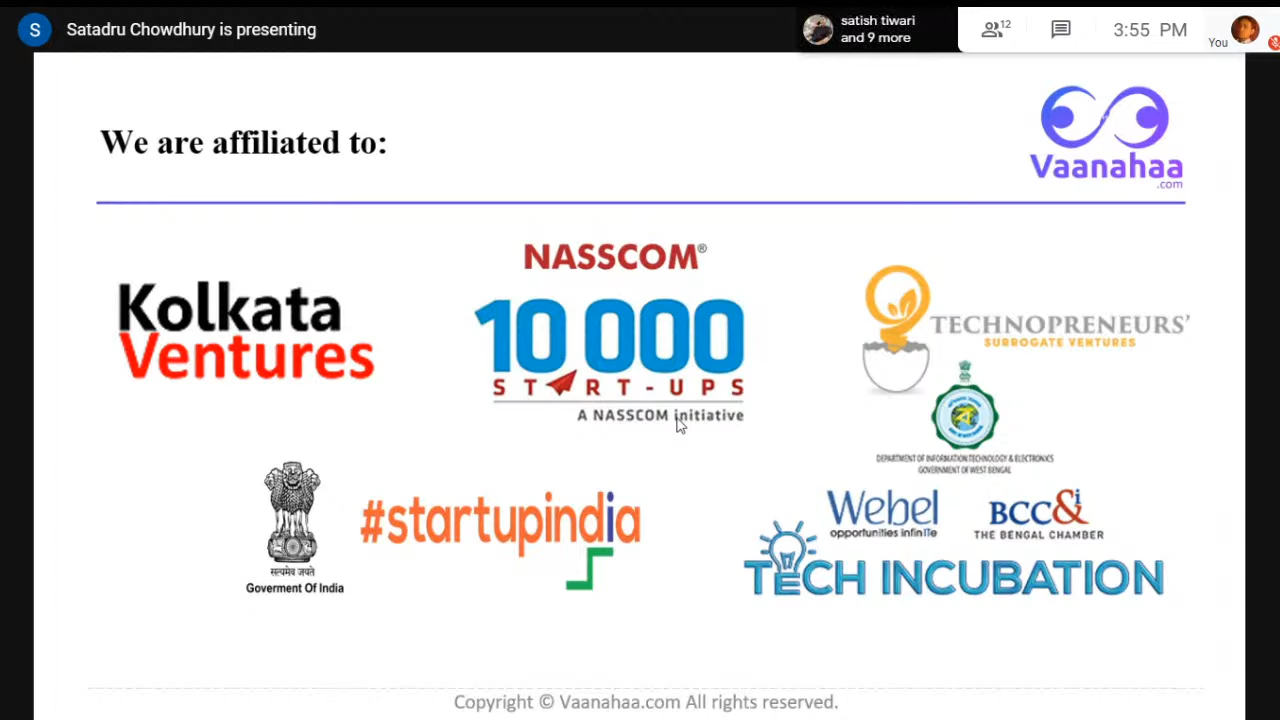 S
Satadru Chowdhury is presenting
satish tiwari
and 9 more
12
3:55 PM
You
We are affiliated to:
Vaanahaa
.com
Kolkata
Ventures
NASSCOM®
10 000
START-UPS
A NASSCOM initiative
TECHNOPRENEURS'
SURROGATE VENTURES
DEPARTMENT OF INFORMATION TECHNOLOGY & ELECTRONICS
GOVERNMENT OF WEST BENGAL
सत्यमेव जयते
Goverment Of India
#startupindia
Webel
opportunities infinITe
BCC&i
THE BENGAL CHAMBER
TECH INCUBATION
Copyright © Vaanahaa.com All rights reserved.